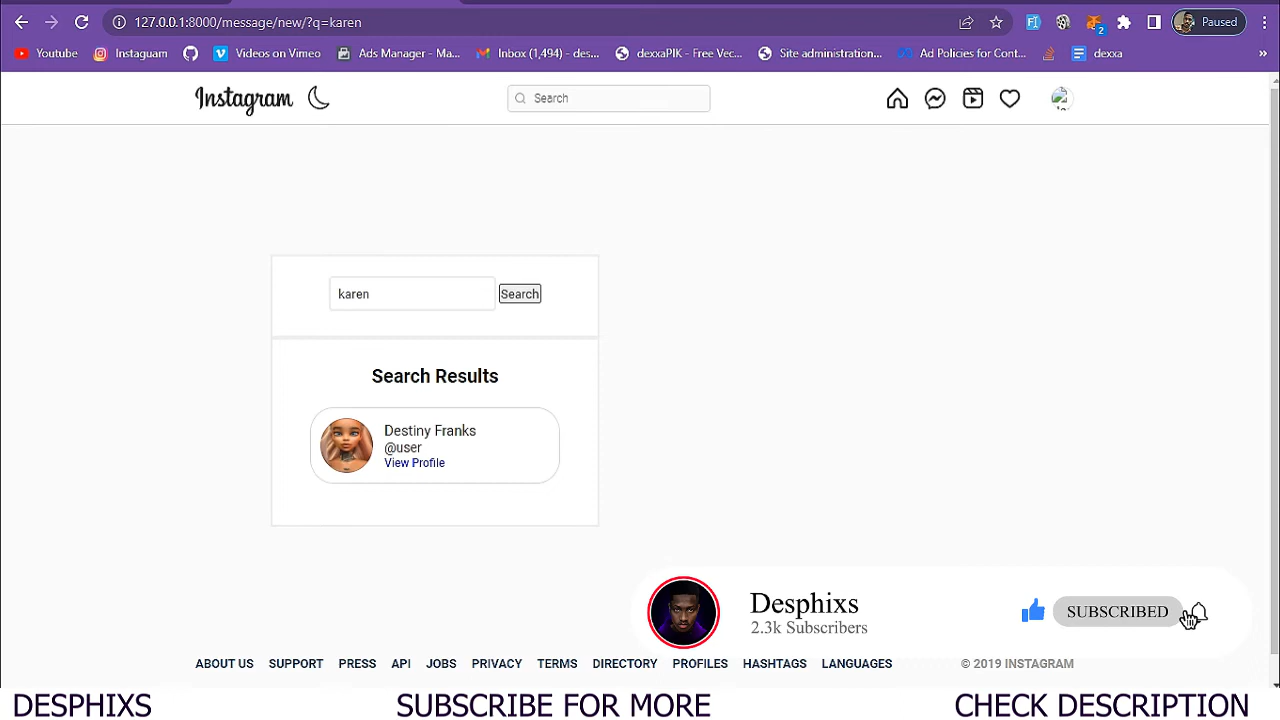 127.0.0.1:8000/message/new/?q=karen
Paused
Youtube
Instaguam
Videos on Vimeo
Ads Manager - Ma...
Inbox (1,494) - des...
dexxaPIK - Free Vec...
Site administration...
Ad Policies for Cont...
dexxa
»
2
Instagram
Search
karen
Search
Search Results
Destiny Franks
@user
View Profile
Desphixs
2.3k Subscribers
SUBSCRIBED
ABOUT US
SUPPORT
PRESS
API
JOBS
PRIVACY
TERMS
DIRECTORY
PROFILES
HASHTAGS
LANGUAGES
© 2019 INSTAGRAM
DESPHIXS
SUBSCRIBE FOR MORE
CHECK DESCRIPTION